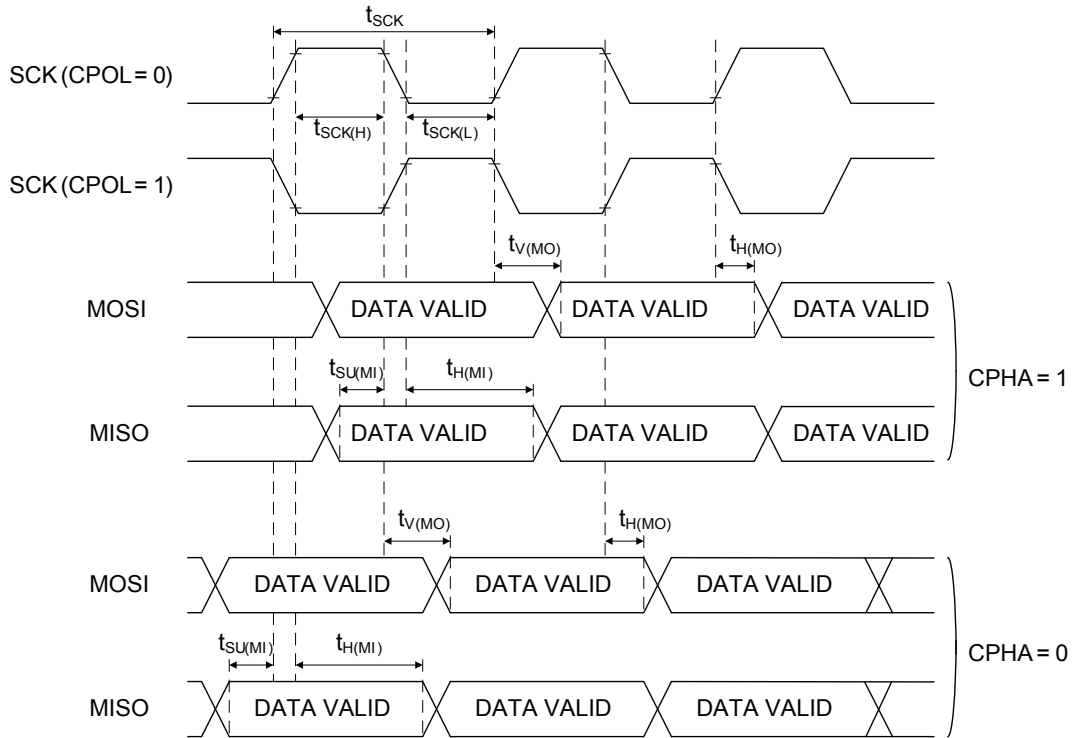 tSCK
SCK (CPOL = 0)
tSCK(H)
tSCK(L)
SCK (CPOL = 1)
tV(MO)
tH(MO)
MOSI
DATA VALID
DATA VALID
DATA VALID
tSU(MI)
tH(MI)
CPHA = 1
MISO
DATA VALID
DATA VALID
DATA VALID
tV(MO)
tH(MO)
MOSI
DATA VALID
DATA VALID
DATA VALID
tSU(MI)
tH(MI)
CPHA = 0
MISO
DATA VALID
DATA VALID
DATA VALID